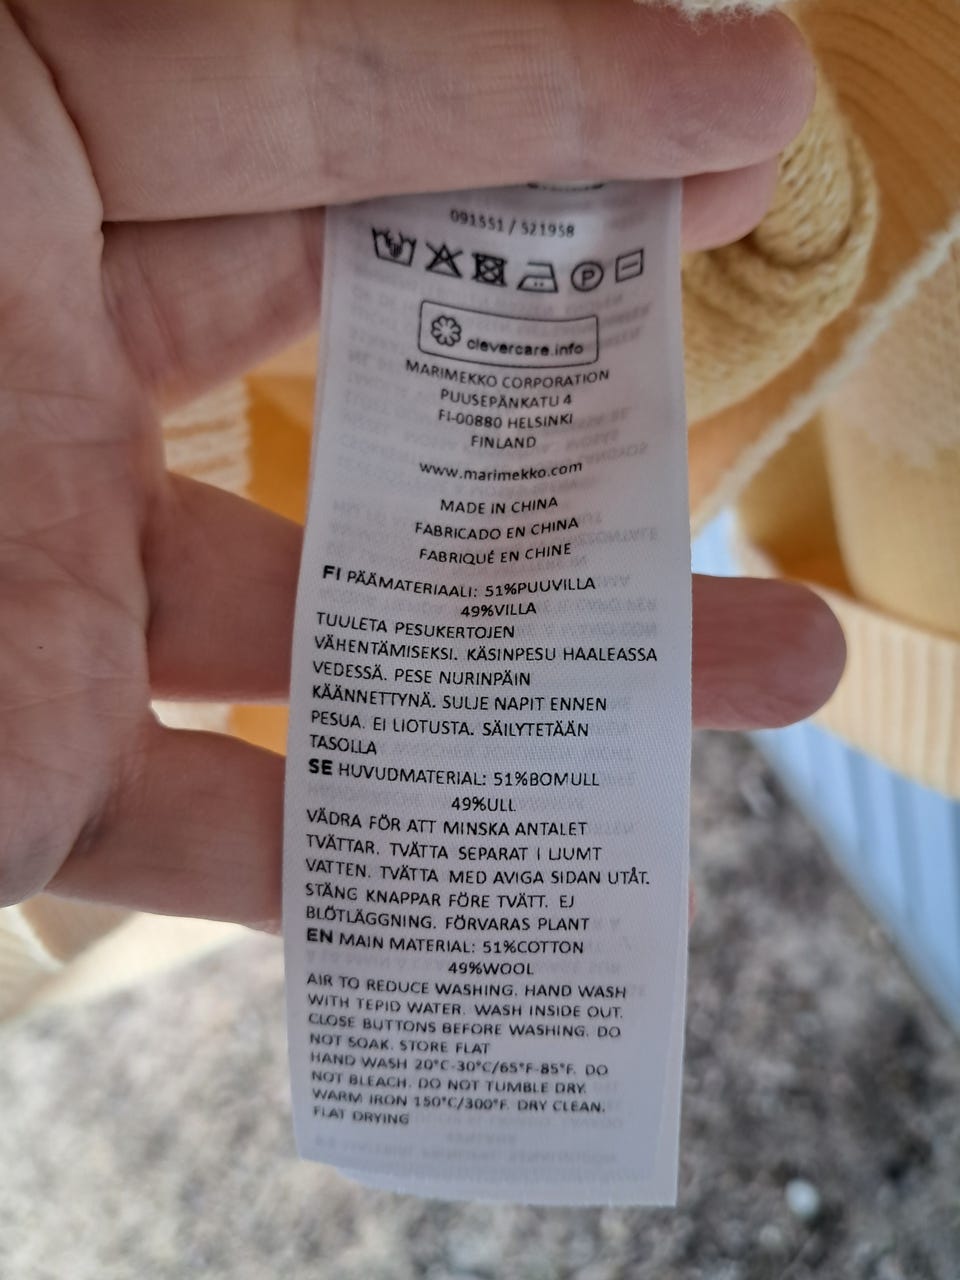 091551 / 521958
P
clevercare.info
MARIMEKKO CORPORATION
PUUSEPÄNKATU 4
FI-00880 HELSINKI
FINLAND
www.marimekko.com
MADE IN CHINA
FABRICADO EN CHINA
FABRIQUÉ EN CHINE
FI PÄÄMATERIAALI: 51%PUUVILLA
49%VILLA
TUULETA PESUKERTOJEN
VÄHENTÄMISEKSI. KÄSINPESU HAALEASSA
VEDESSÄ. PESE NURINPÄIN
KÄÄNNETTYNÄ. SULJE NAPIT ENNEN
PESUA. EI LIOTUSTA. SÄILYTETÄÄN
TASOLLA
SE HUVUDMATERIAL: 51%BOMULL
49%ULL
VÄDRA FÖR ATT MINSKA ANTALET
TVÄTTAR. TVÄTTA SEPARAT I LJUMT
VATTEN. TVÄTTA MED AVIGA SIDAN UTÅT.
STÄNG KNAPPAR FÖRE TVÄTT. EJ
BLÖTLÄGGNING. FÖRVARAS PLANT
EN MAIN MATERIAL: 51%COTTON
49%WOOL
AIR TO REDUCE WASHING. HAND WASH
WITH TEPID WATER. WASH INSIDE OUT.
CLOSE BUTTONS BEFORE WASHING. DO
NOT SOAK. STORE FLAT
HAND WASH 20°C-30°C/65°F-85°F. DO
NOT BLEACH. DO NOT TUMBLE DRY.
WARM IRON 150°C/300°F. DRY CLEAN.
FLAT DRYING